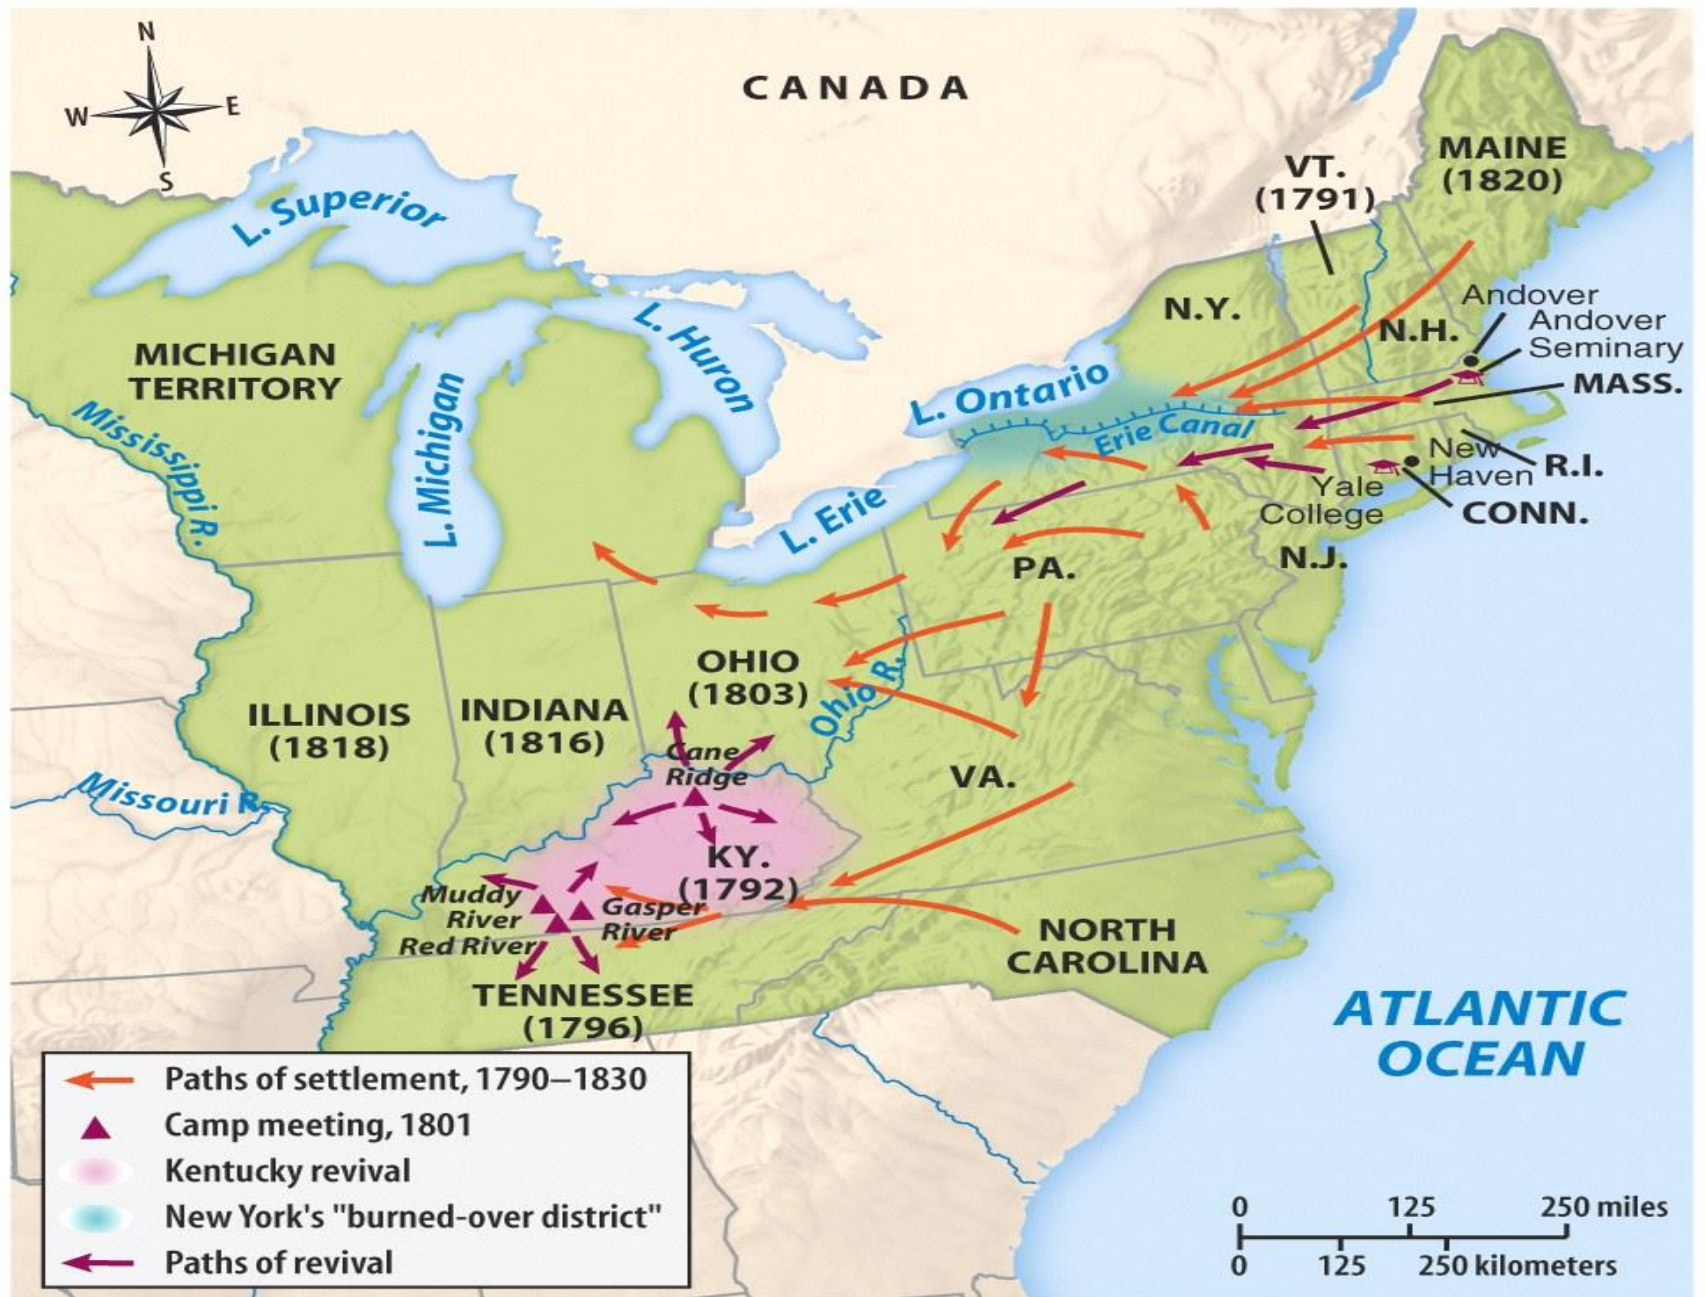 N
W
E
S
CANADA
L. Superior
VT.
(1791)
MAINE
(1820)
L. Huron
N.Y.
N.H.
Andover
Andover
Seminary
MASS.
MICHIGAN
TERRITORY
L. Michigan
L. Ontario
Erie Canal
Mississippi R.
New
Haven
R.I.
Yale
College
CONN.
L. Erie
PA.
N.J.
OHIO
(1803)
Ohio R.
ILLINOIS
(1818)
INDIANA
(1816)
Cane
Ridge
VA.
Missouri R.
KY.
(1792)
Muddy
River
Gasper
River
Red River
NORTH
CAROLINA
TENNESSEE
(1796)
ATLANTIC
OCEAN
Paths of settlement, 1790–1830
Camp meeting, 1801
Kentucky revival
New York's "burned-over district"
Paths of revival
0 125 250 miles
0 125 250 kilometers